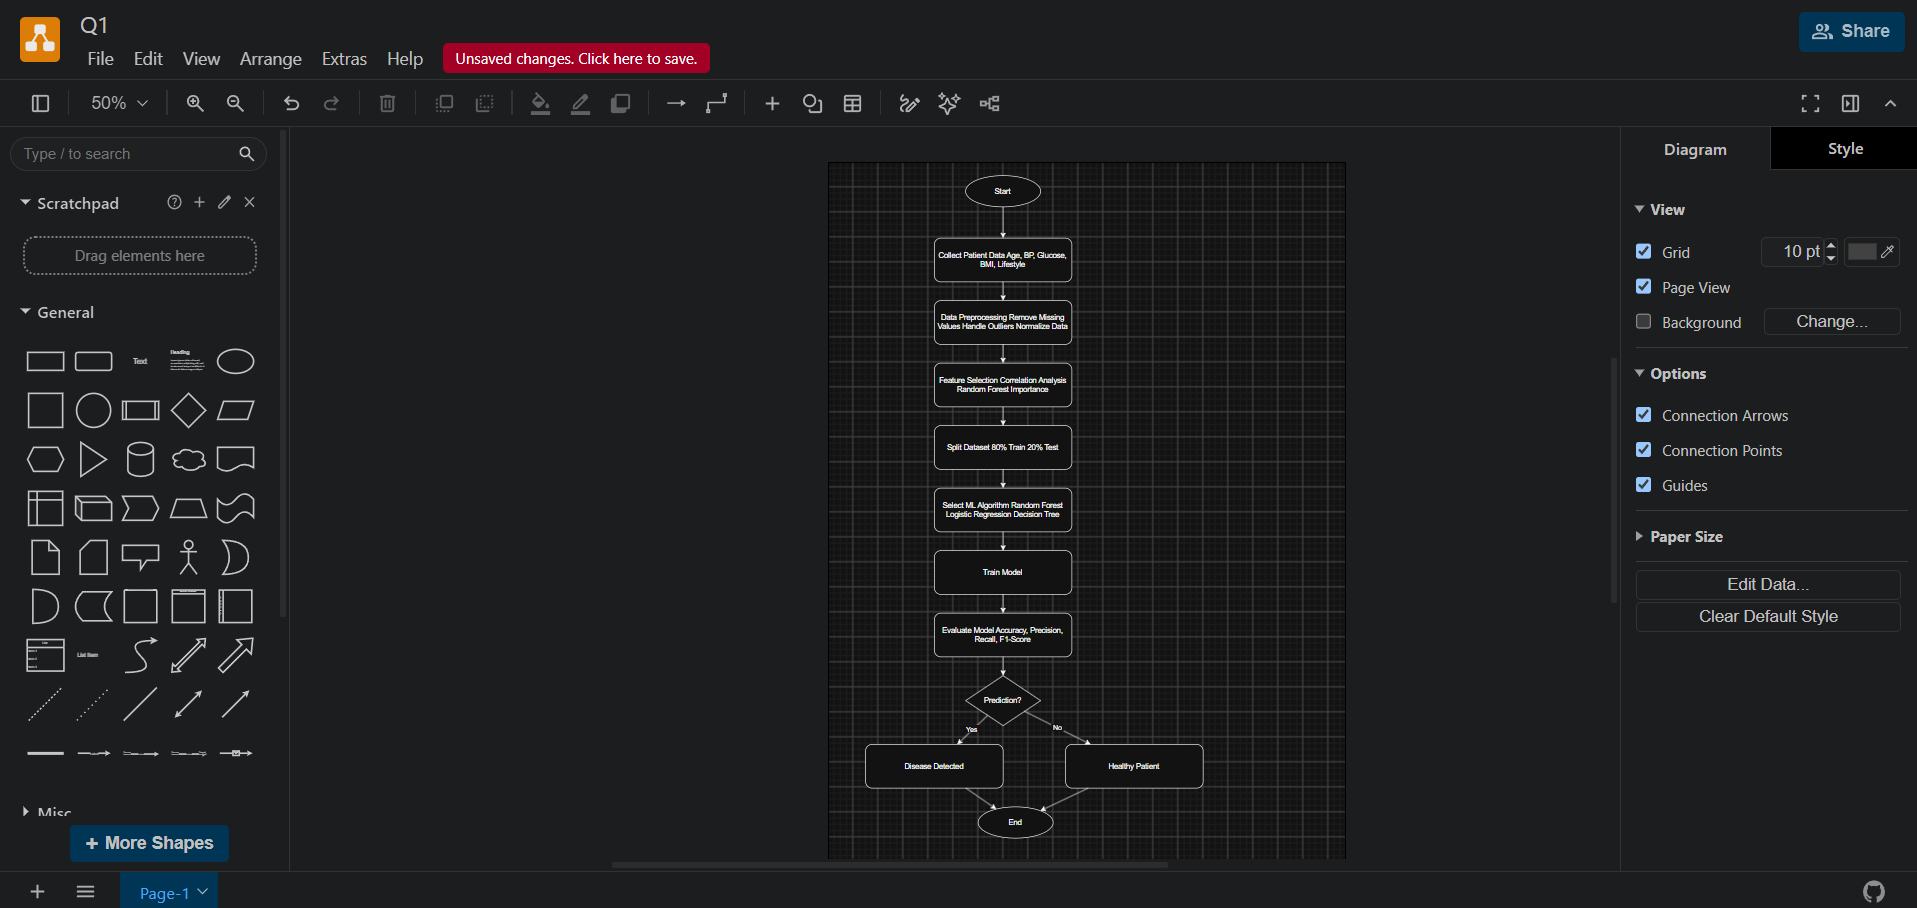 Q1
File Edit View Arrange Extras Help
Unsaved changes. Click here to save.
Share
50%
Type / to search
Scratchpad
Drag elements here
General
Text
Heading
List Item
Misc
+ More Shapes
Start
Collect Patient Data Age, BP, Glucose,
BMI, Lifestyle
Data Preprocessing Remove Missing
Values Handle Outliers Normalize Data
Feature Selection Correlation Analysis
Random Forest Importance
Split Dataset 80% Train 20% Test
Select ML Algorithm Random Forest
Logistic Regression Decision Tree
Train Model
Evaluate Model Accuracy, Precision,
Recall, F1-Score
Prediction?
Yes
No
Disease Detected
Healthy Patient
End
Diagram
Style
View
Grid
10 pt
Page View
Background
Change...
Options
Connection Arrows
Connection Points
Guides
Paper Size
Edit Data...
Clear Default Style
Page-1